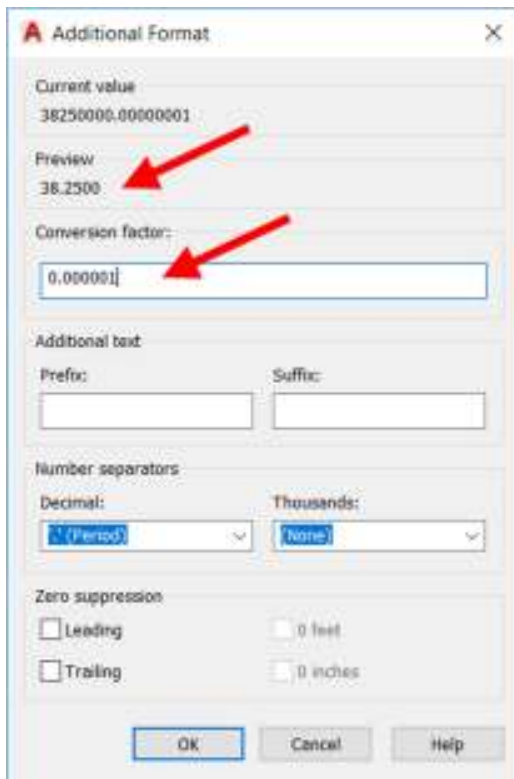 Additional Format
Current value
38250000.00000001
Preview
38.2500
Conversion factor:
0.000001
Additional text
Prefix: Suffix:
Number separators
Decimal: Thousands:
'.' (Period) (None)
Zero suppression
Leading 0 feet
Trailing 0 inches
OK Cancel Help